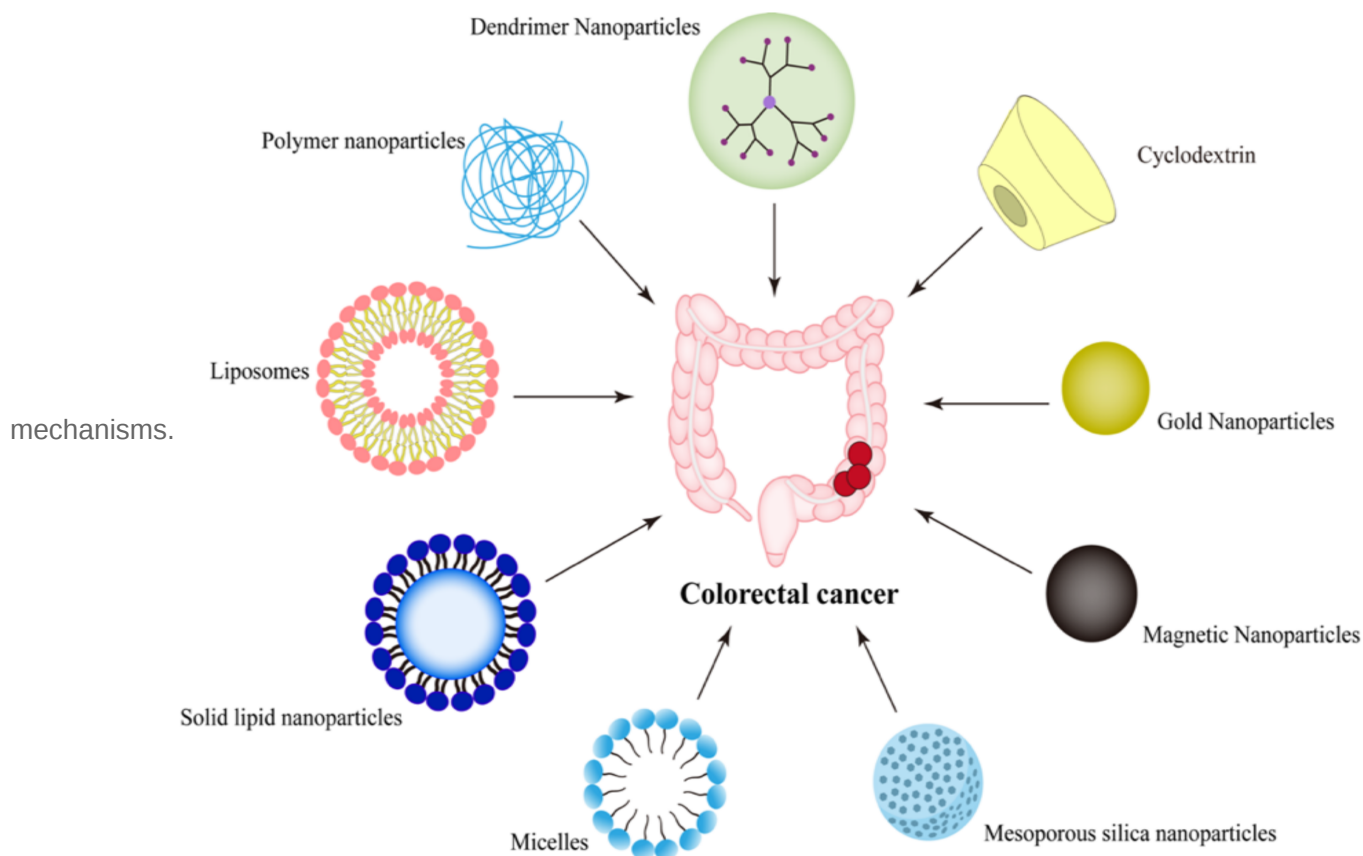 Dendrimer Nanoparticles
Polymer nanoparticles
Cyclodextrin
Liposomes
Gold Nanoparticles
mechanisms.
Colorectal cancer
Magnetic Nanoparticles
Solid lipid nanoparticles
Mesoporous silica nanoparticles
Micelles